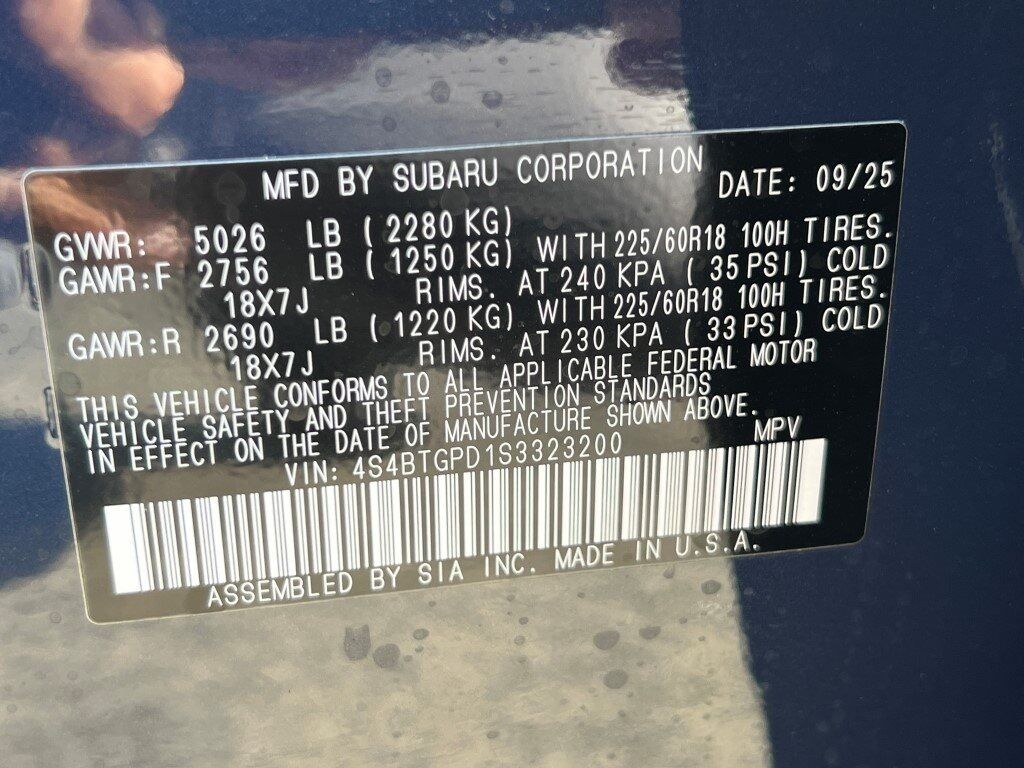 MFD BY SUBARU CORPORATION DATE: 09/25
GVWR: 5026 LB ( 2280 KG)
GAWR:F 2756 LB ( 1250 KG) WITH 225/60R18 100H TIRES.
18X7J RIMS. AT 240 KPA ( 35 PSI) COLD
GAWR:R 2690 LB ( 1220 KG) WITH 225/60R18 100H TIRES.
18X7J RIMS. AT 230 KPA ( 33 PSI) COLD
THIS VEHICLE CONFORMS TO ALL APPLICABLE FEDERAL MOTOR
VEHICLE SAFETY AND THEFT PREVENTION STANDARDS
IN EFFECT ON THE DATE OF MANUFACTURE SHOWN ABOVE.
VIN: 4S4BTGPD1S3323200 MPV
ASSEMBLED BY SIA INC. MADE IN U.S.A.